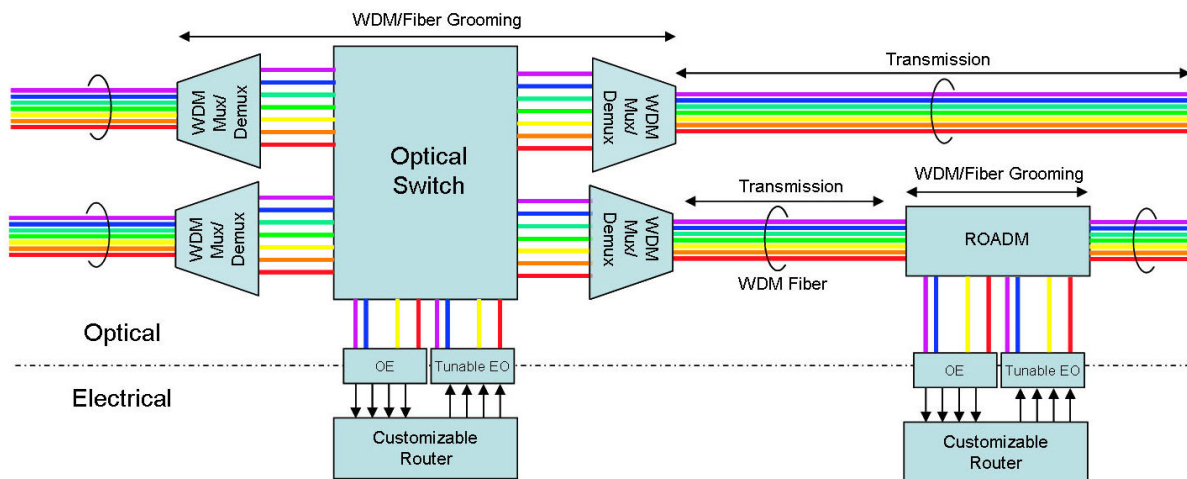 WDM/Fiber Grooming
Transmission
WDM Mux/
Demux
Optical
Switch
WDM
Mux/
Demux
WDM Mux/
Demux
WDM
Mux/
Demux
Transmission
WDM Fiber
WDM/Fiber Grooming
ROADM
Optical
Electrical
OE
Tunable EO
Customizable
Router
OE
Tunable EO
Customizable
Router